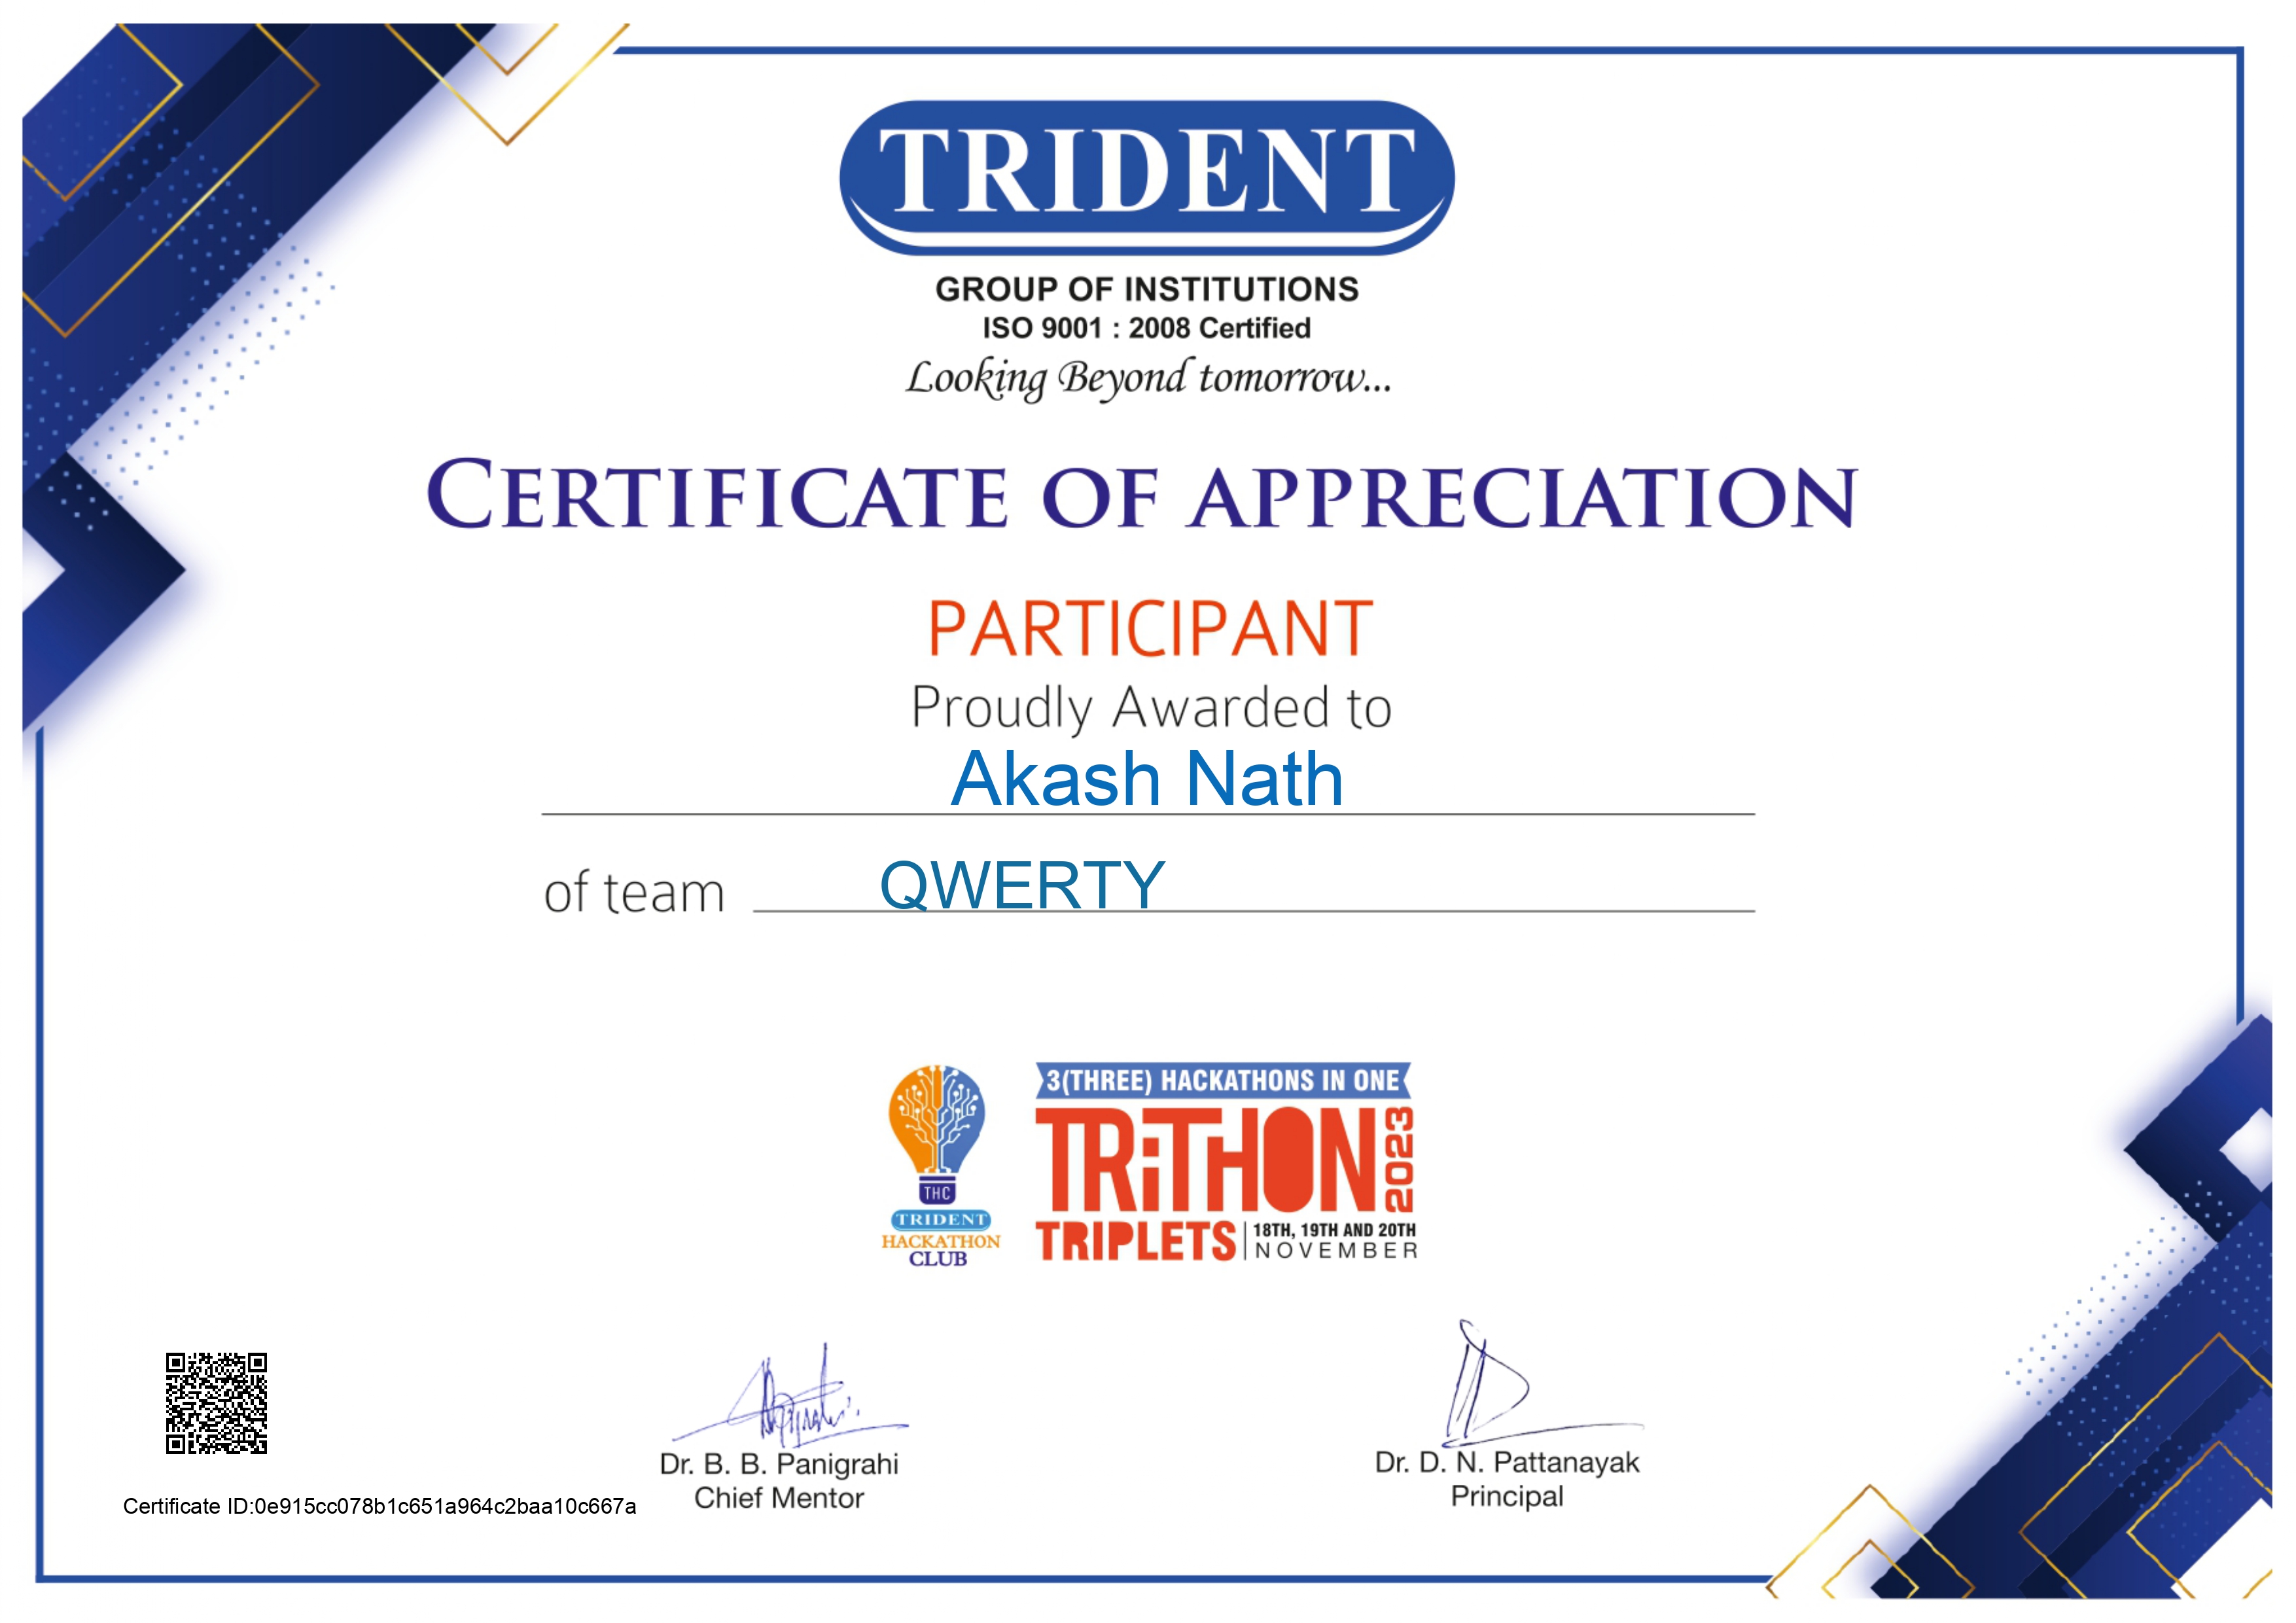 TRIDENT
GROUP OF INSTITUTIONS
ISO 9001 : 2008 Certified
Looking Beyond tomorrow...
CERTIFICATE OF APPRECIATION
PARTICIPANT
Proudly Awarded to
Akash Nath
of team QWERTY
THC
TRIDENT
HACKATHON
CLUB
3(THREE) HACKATHONS IN ONE
TRiTHON 2023
TRIPLETS 18TH, 19TH AND 20TH
NOVEMBER
Dr. B. B. Panigrahi
Chief Mentor
Dr. D. N. Pattanayak
Principal
Certificate ID:0e915cc078b1c651a964c2baa10c667a